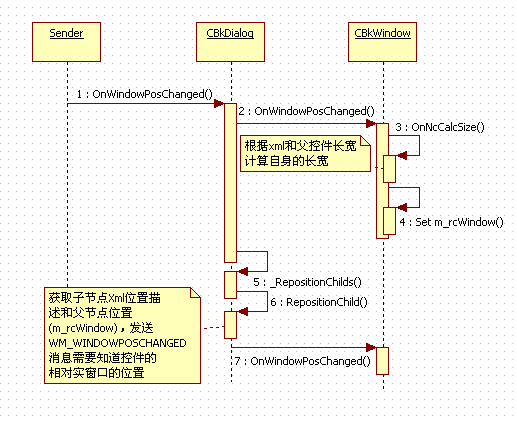 Sender
CBkDialog
CBkWindow
1 : OnWindowPosChanged()
2 : OnWindowPosChanged()
3 : OnNcCalcSize()
根据xml和父控件长宽
计算自身的长宽
4 : Set m_rcWindow()
5 : _RepositionChilds()
6 : RepositionChild()
获取子节点Xml位置描
述和父节点位置
(m_rcWindow)，发送
WM_WINDOWPOSCHANGED
消息需要知道控件的
相对实窗口的位置
7 : OnWindowPosChanged()